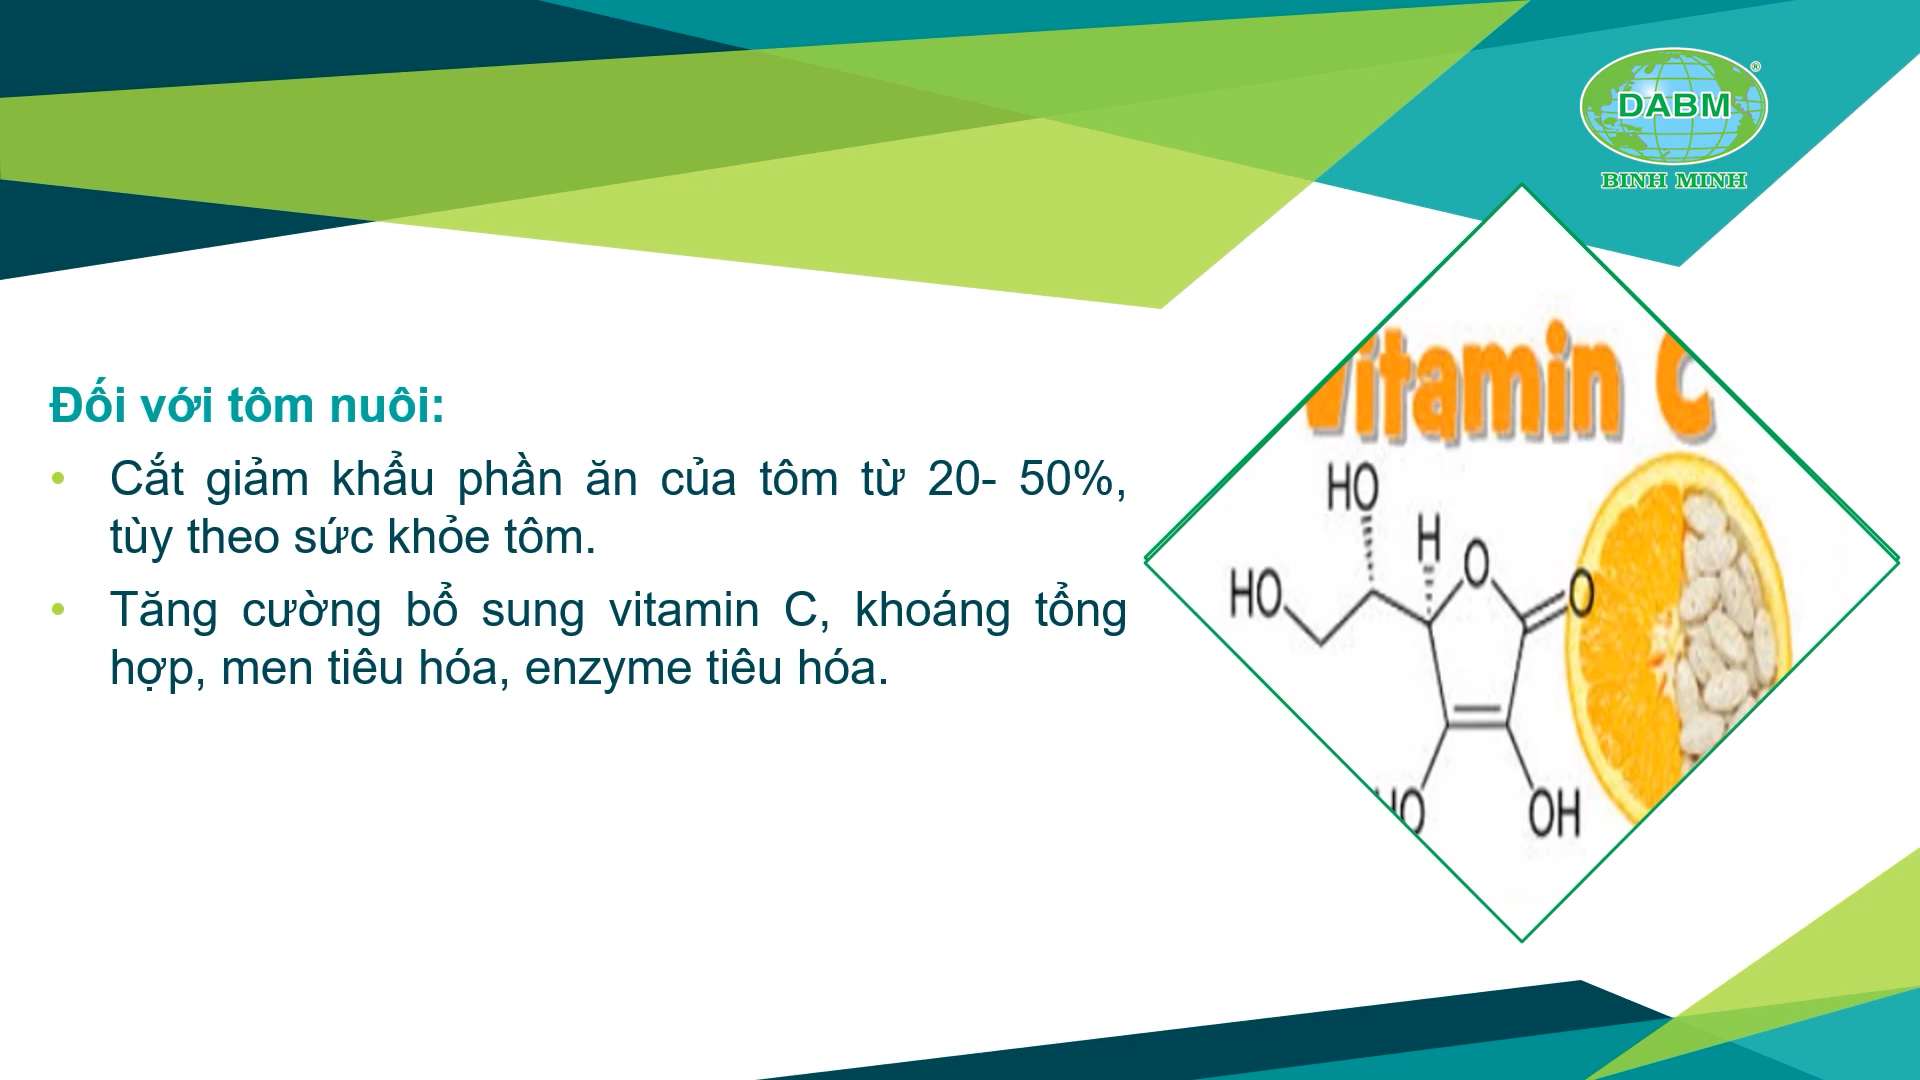 DABM
®
BINH MINH
Đối với tôm nuôi:
• Cắt giảm khẩu phần ăn của tôm từ 20- 50%,
tùy theo sức khỏe tôm.
• Tăng cường bổ sung vitamin C, khoáng tổng
hợp, men tiêu hóa, enzyme tiêu hóa.
Vitamin C
HO
H
O
HO
O
HO
OH